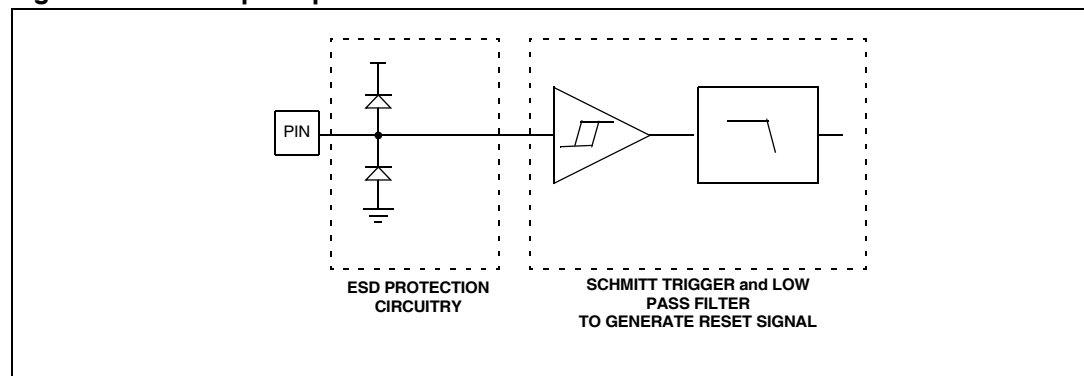 PIN
ESD PROTECTION
CIRCUITRY
SCHMITT TRIGGER and LOW
PASS FILTER
TO GENERATE RESET SIGNAL